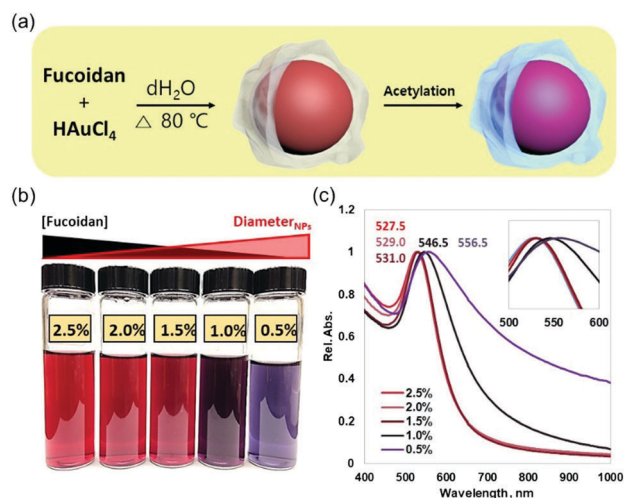 (a)
Fucoidan
+
HAuCl4
dH2O
△ 80 ℃
Acetylation
(b)
[Fucoidan]
DiameterNPs
2.5%
2.0%
1.5%
1.0%
0.5%
(c)
Rel. Abs.
1.2
1
0.8
0.6
0.4
0.2
0
527.5
529.0
531.0
546.5
556.5
500
550
600
2.5%
2.0%
1.5%
1.0%
0.5%
400
500
600
700
800
900
1000
Wavelength, nm